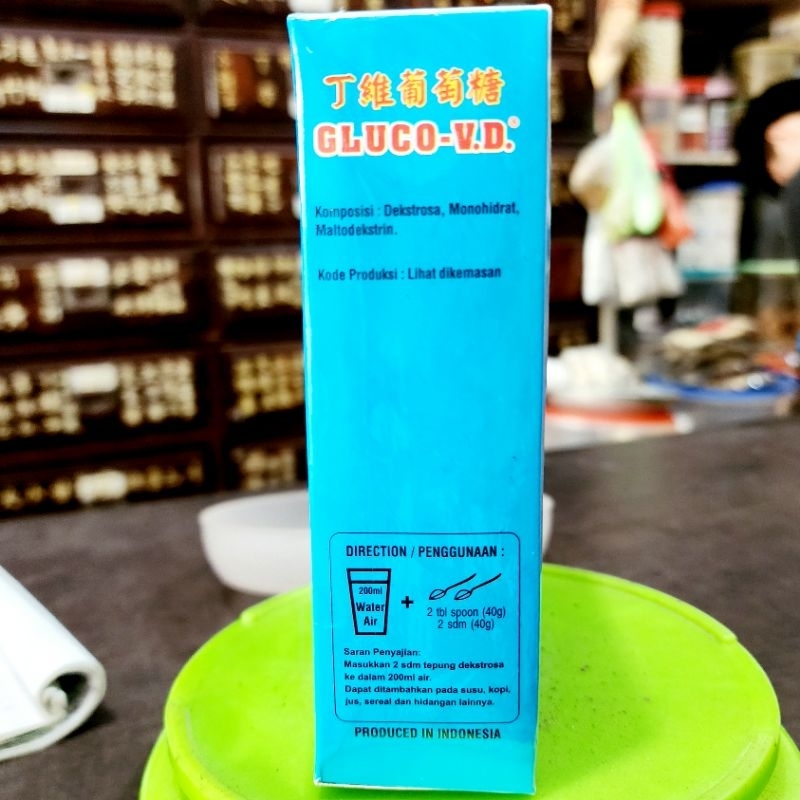 丁維葡萄糖
GLUCO-V.D.®
Komposisi : Dekstrosa, Monohidrat,
Maltodekstrin.
Kode Produksi : Lihat dikemasan
DIRECTION / PENGGUNAAN :
200ml
Water
Air
+
2 tbl spoon (40g)
2 sdm (40g)
Saran Penyajian:
Masukkan 2 sdm tepung dekstrosa
ke dalam 200ml air.
Dapat ditambahkan pada susu, kopi,
jus, sereal dan hidangan lainnya.
PRODUCED IN INDONESIA